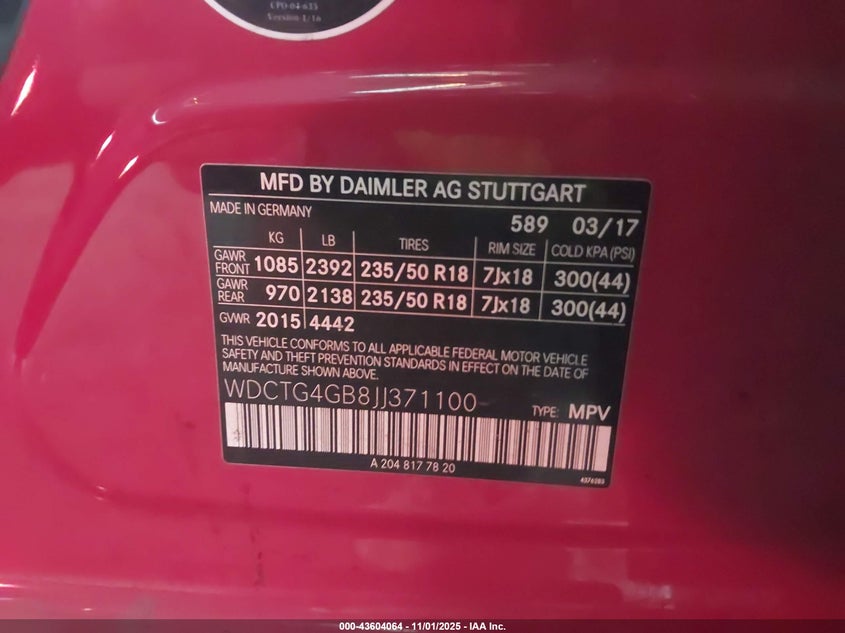 CPO-04-635
Version 1/16
MFD BY DAIMLER AG STUTTGART
MADE IN GERMANY
589 03/17
KG LB TIRES RIM SIZE COLD KPA (PSI)
GAWR FRONT 1085 2392 235/50 R18 7Jx18 300(44)
GAWR REAR 970 2138 235/50 R18 7Jx18 300(44)
GVWR 2015 4442
THIS VEHICLE CONFORMS TO ALL APPLICABLE FEDERAL MOTOR VEHICLE
SAFETY AND THEFT PREVENTION STANDARDS IN EFFECT ON THE DATE OF
MANUFACTURE SHOWN ABOVE.
WDCTG4GB8JJ371100
TYPE: MPV
A 204 817 78 20
4376283
000-43604064 - 11/01/2025 - IAA Inc.